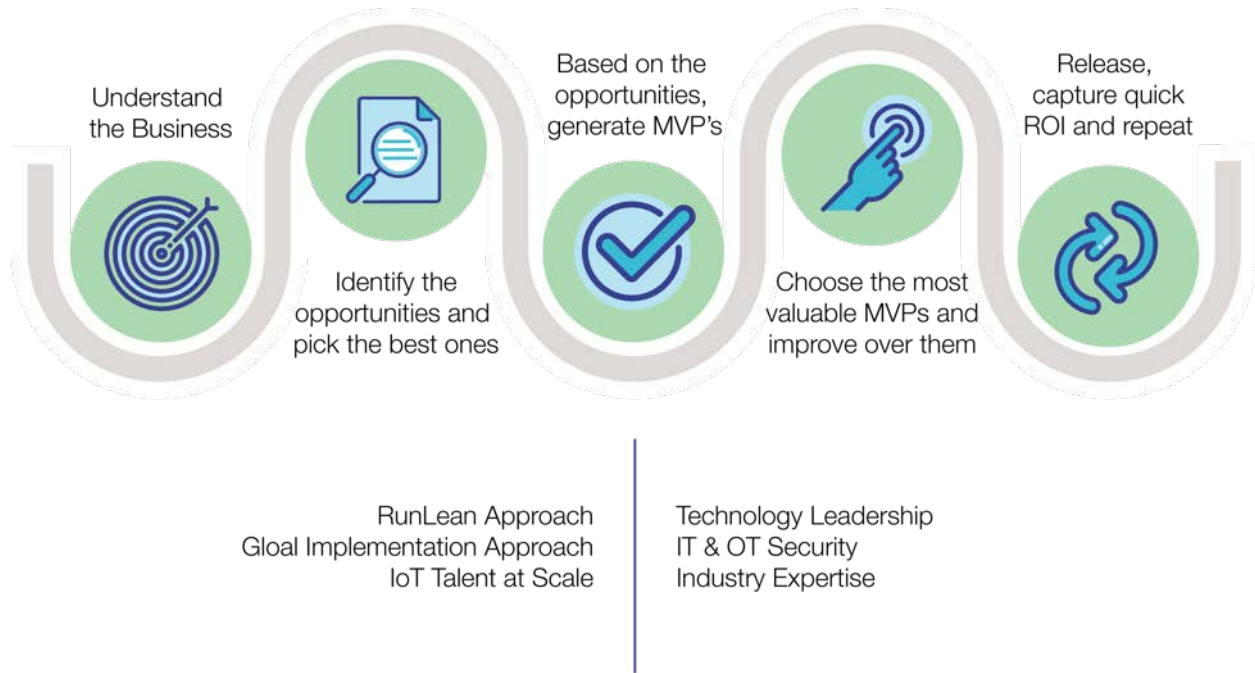 Understand
the Business
Identify the
opportunities and
pick the best ones
Based on the
opportunities,
generate MVP's
Choose the most
valuable MVPs and
improve over them
Release,
capture quick
ROI and repeat
RunLean Approach
Gloal Implementation Approach
IoT Talent at Scale
Technology Leadership
IT & OT Security
Industry Expertise